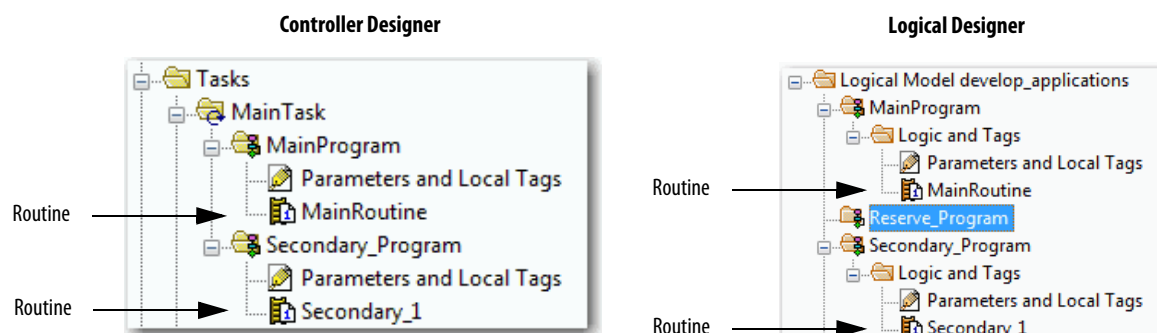 Controller Designer
Tasks
MainTask
MainProgram
Parameters and Local Tags
Routine
MainRoutine
Secondary_Program
Parameters and Local Tags
Routine
Secondary_1
Logical Designer
Logical Model develop_applications
MainProgram
Logic and Tags
Parameters and Local Tags
Routine
MainRoutine
Reserve_Program
Secondary_Program
Logic and Tags
Parameters and Local Tags
Routine
Secondary_1